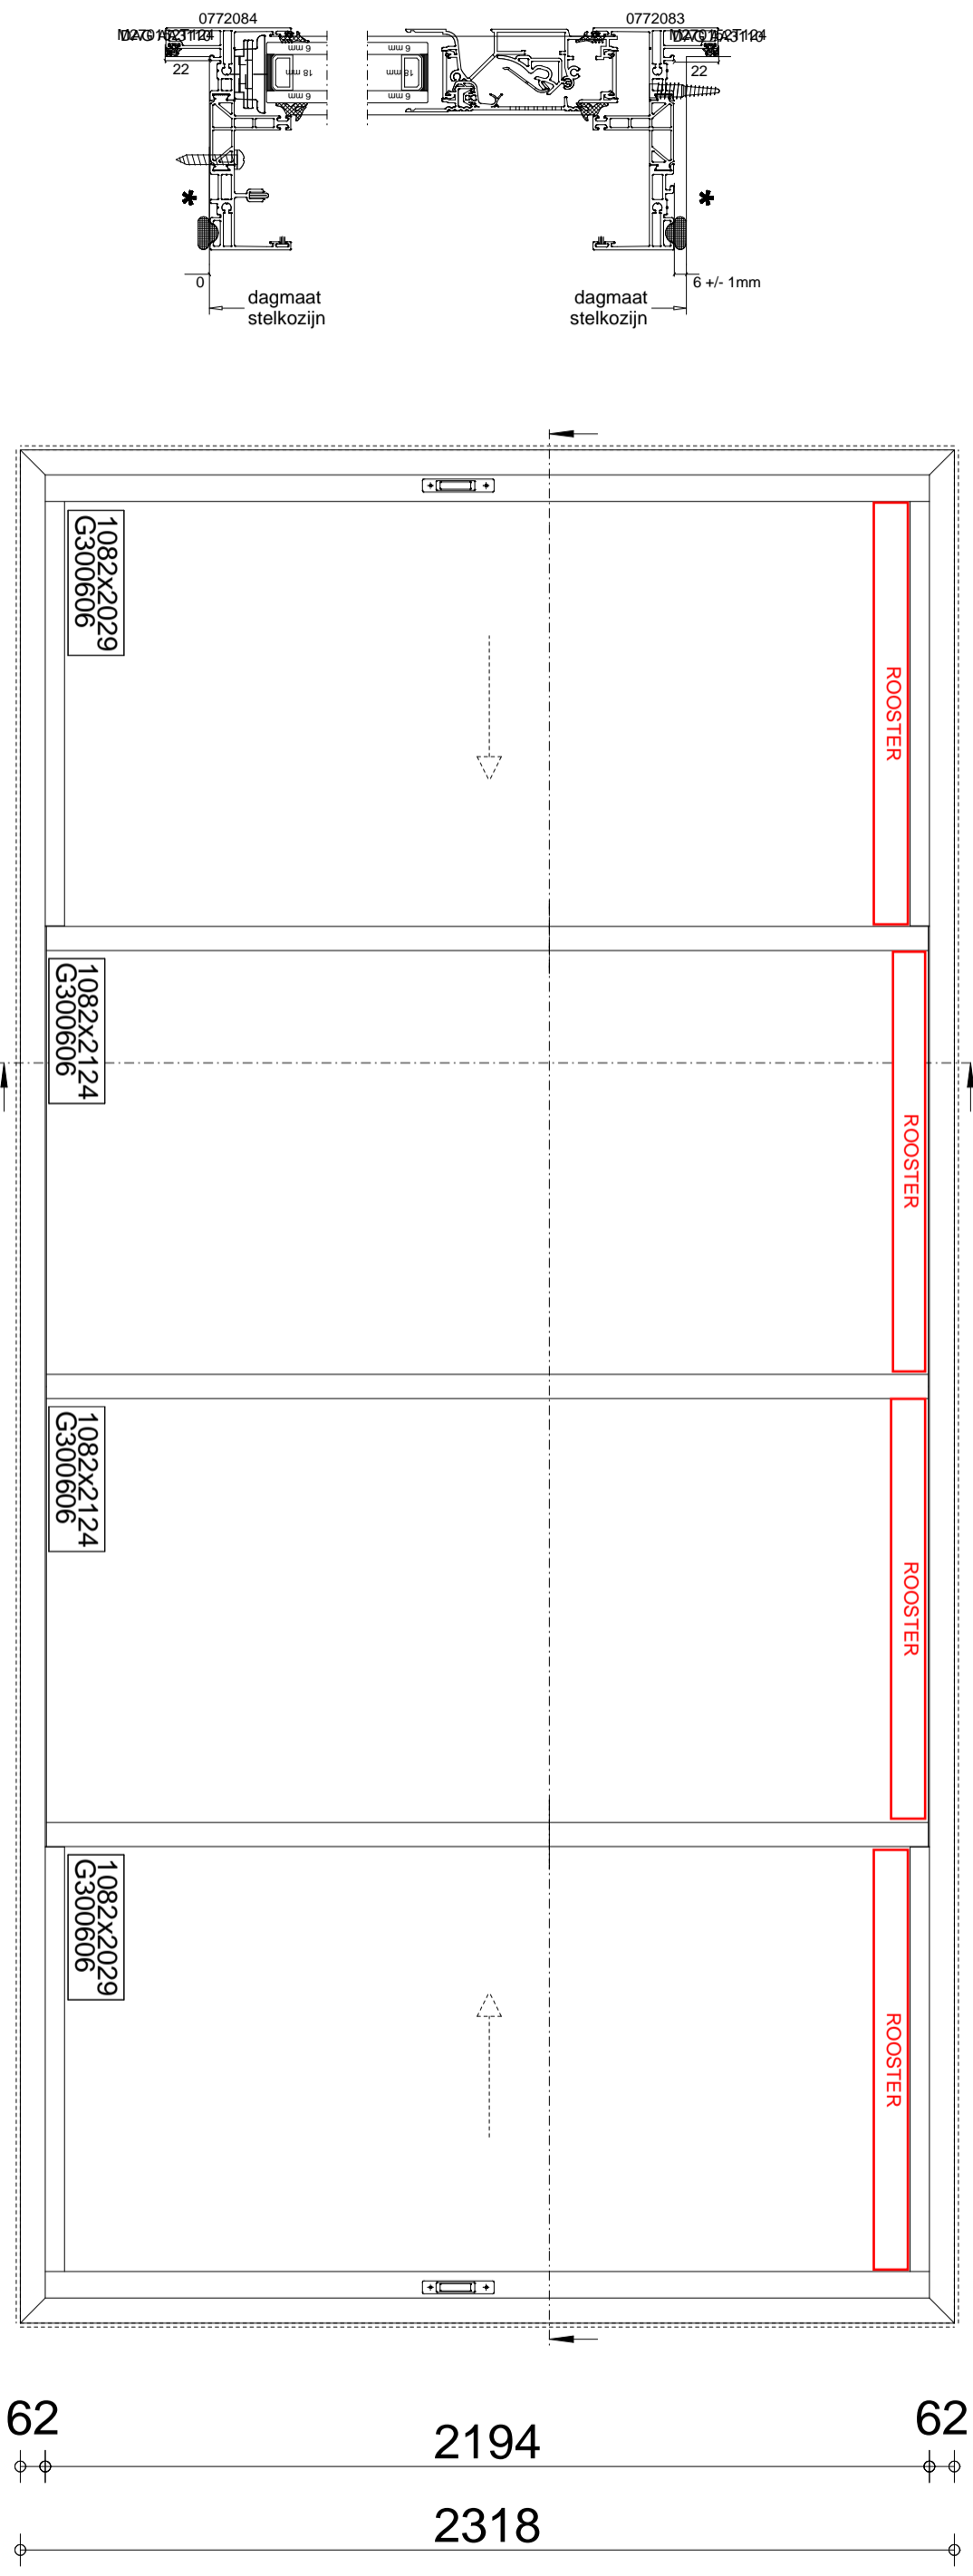 0772084
0772083
22
22
6 mm
18 mm
6 mm
6 mm
18 mm
6 mm
0
6 +/- 1mm
dagmaat
stelkozijn
dagmaat
stelkozijn
1082x2029
G300606
ROOSTER
1082x2124
G300606
ROOSTER
1082x2124
G300606
ROOSTER
1082x2029
G300606
ROOSTER
62
2194
62
2318